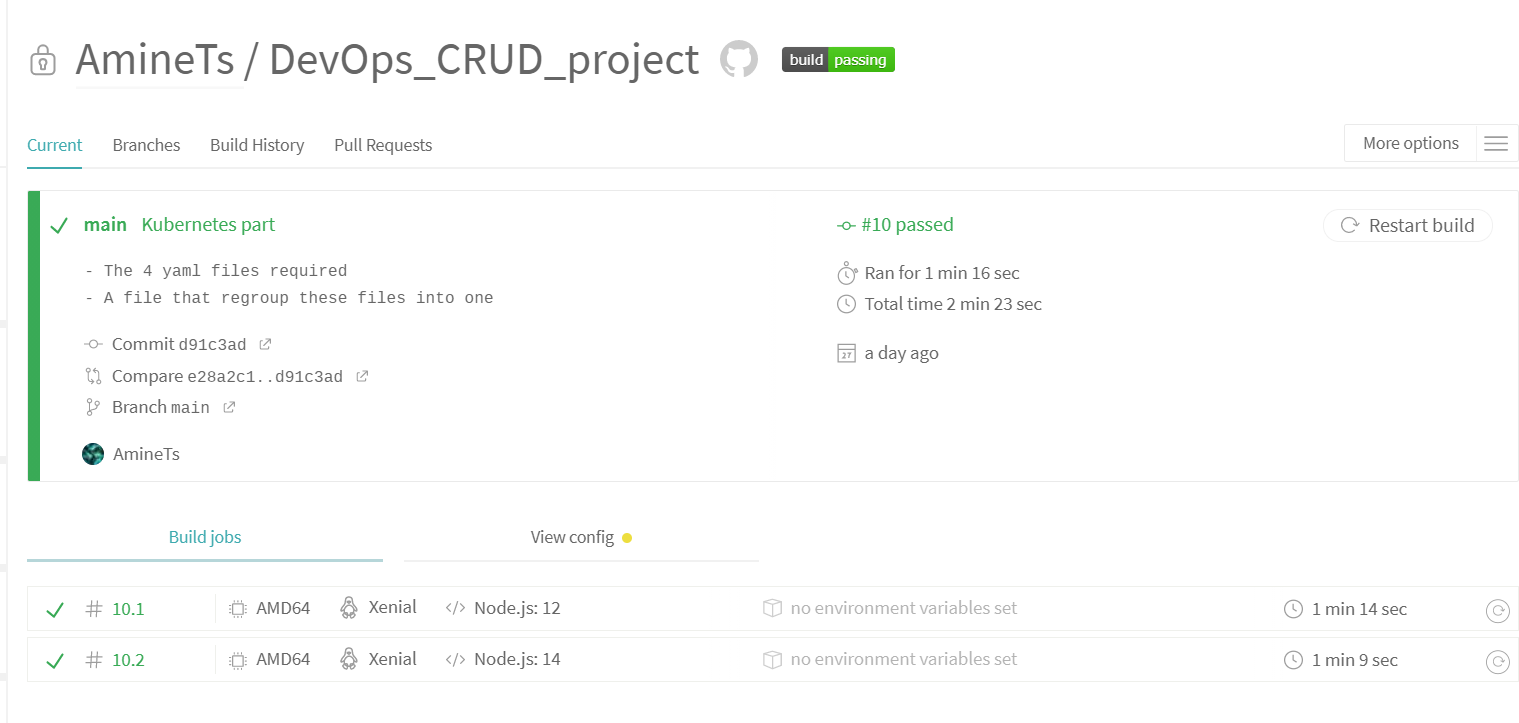 AmineTs / DevOps_CRUD_project build passing
Current Branches Build History Pull Requests More options
main Kubernetes part #10 passed Restart build
- The 4 yaml files required
- A file that regroup these files into one
Ran for 1 min 16 sec
Total time 2 min 23 sec
Commit d91c3ad
27 a day ago
Compare e28a2c1..d91c3ad
Branch main
AmineTs
Build jobs View config
# 10.1 AMD64 Xenial </> Node.js: 12 no environment variables set 1 min 14 sec
# 10.2 AMD64 Xenial </> Node.js: 14 no environment variables set 1 min 9 sec